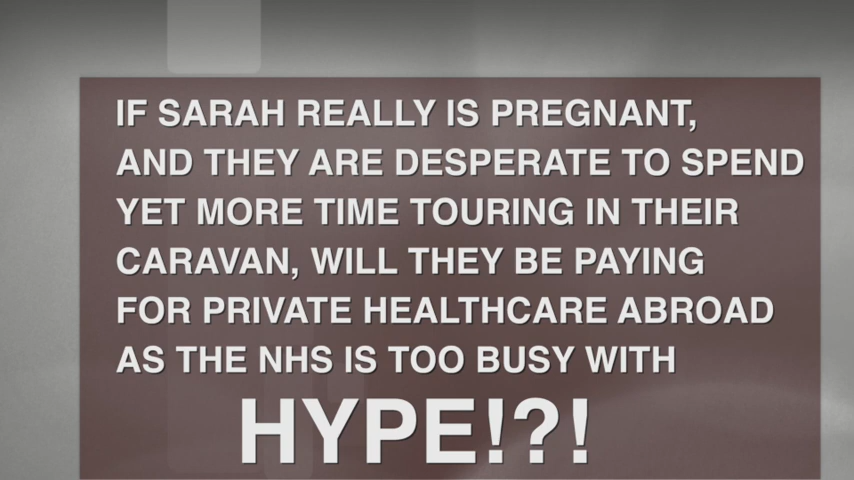 IF SARAH REALLY IS PREGNANT,
AND THEY ARE DESPERATE TO SPEND
YET MORE TIME TOURING IN THEIR
CARAVAN, WILL THEY BE PAYING
FOR PRIVATE HEALTHCARE ABROAD
AS THE NHS IS TOO BUSY WITH
HYPE!?!